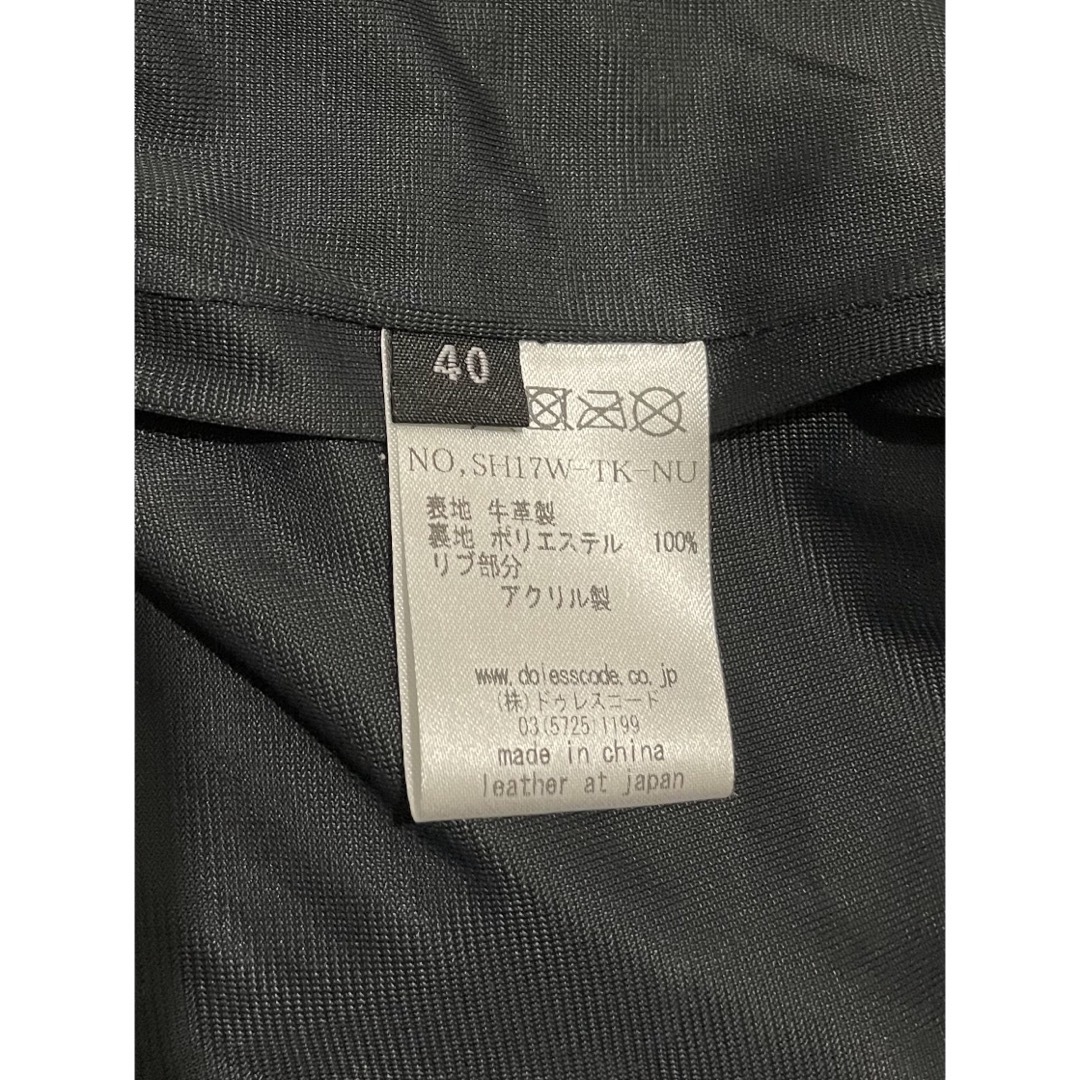 40
NO,SH17W-TK-NU
表地 牛革製
裏地 ポリエステル 100%
リブ部分
アクリル製
www.dolesscode.co.jp
(株)ドゥレスコード
03(5725)1199
made in china
leather at japan